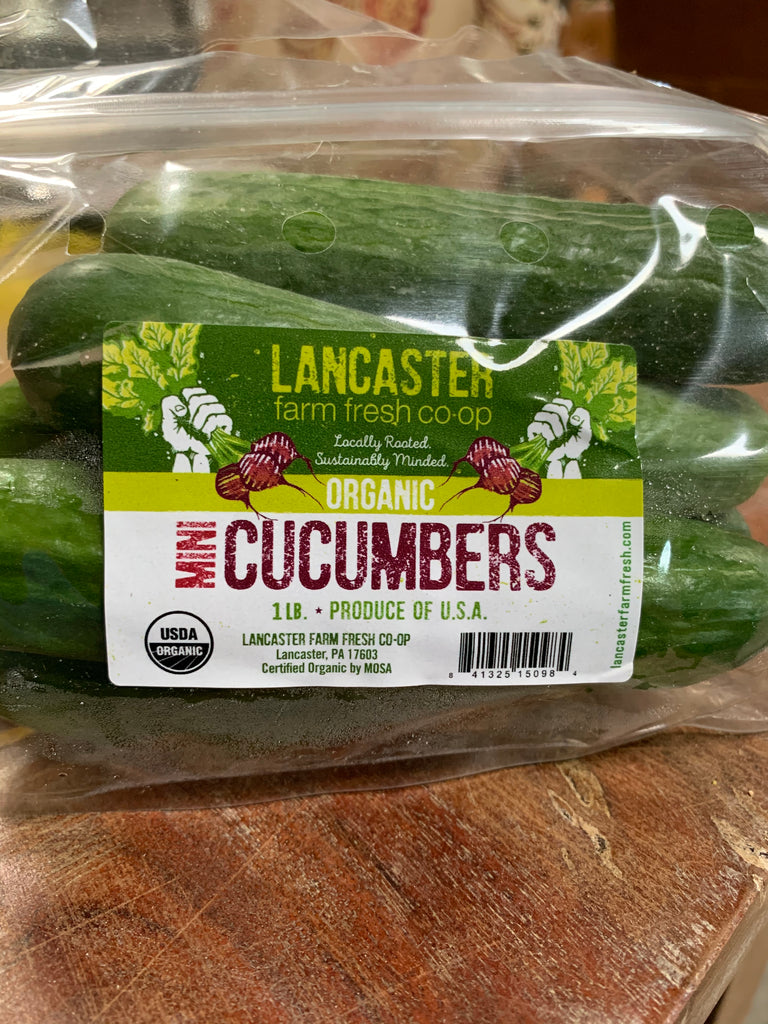 LANCASTER
farm fresh co-op
Locally Rooted.
Sustainably Minded.
ORGANIC
MINI
CUCUMBERS
1 LB. ★ PRODUCE OF U.S.A.
USDA
ORGANIC
LANCASTER FARM FRESH CO-OP
Lancaster, PA 17603
Certified Organic by MOSA
8 41325 15098 4
lancasterfarmfresh.com